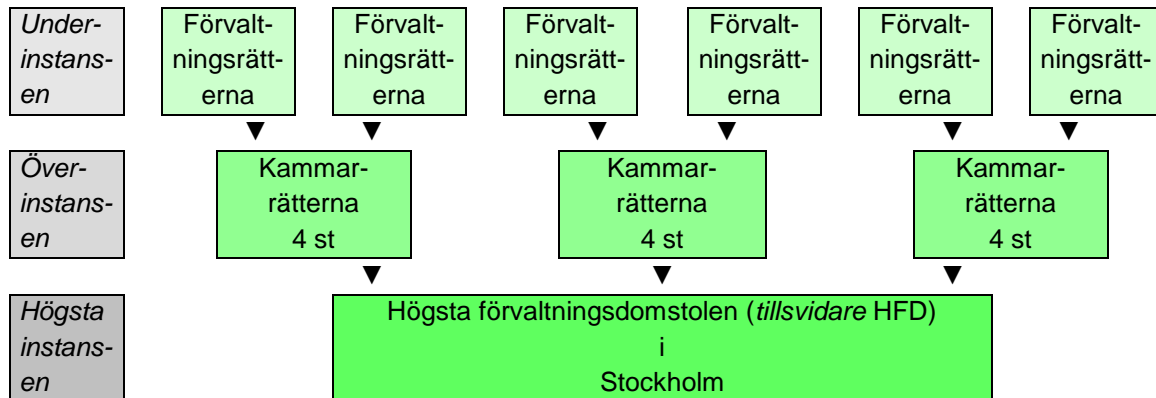 Under-
instans-
en
Förvalt-
ningsrätt-
erna
Förvalt-
ningsrätt-
erna
Förvalt-
ningsrätt-
erna
Förvalt-
ningsrätt-
erna
Förvalt-
ningsrätt-
erna
Förvalt-
ningsrätt-
erna
Över-
instans-
en
Kammar-
rätterna
4 st
Kammar-
rätterna
4 st
Kammar-
rätterna
4 st
Högsta
instans-
en
Högsta förvaltningsdomstolen (tillsvidare HFD)
i
Stockholm